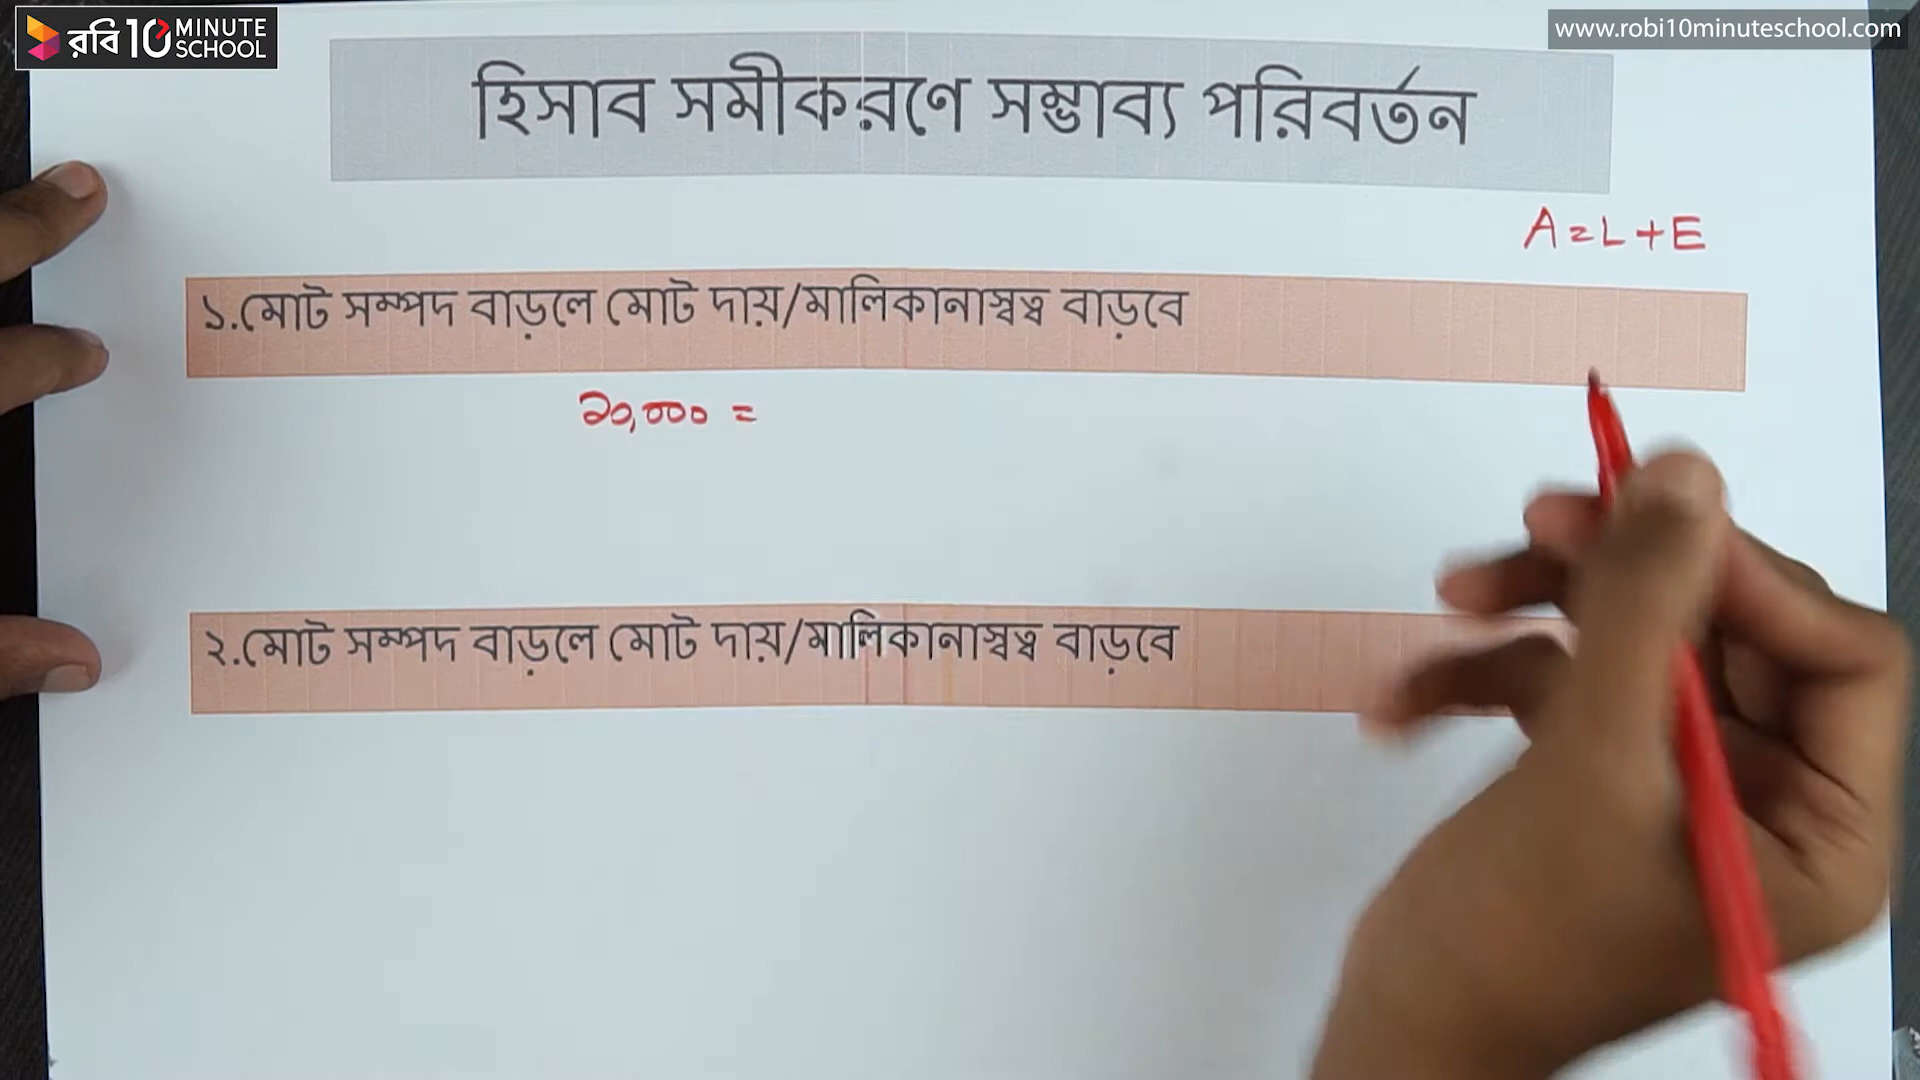 রবি 10 MINUTE SCHOOL
www.robi10minuteschool.com
হিসাব সমীকরণে সম্ভাব্য পরিবর্তন
A=L+E
১.মোট সম্পদ বাড়লে মোট দায়/মালিকানাস্বত্ব বাড়বে
২০,০০০ =
২.মোট সম্পদ বাড়লে মোট দায়/মালিকানাস্বত্ব বাড়বে